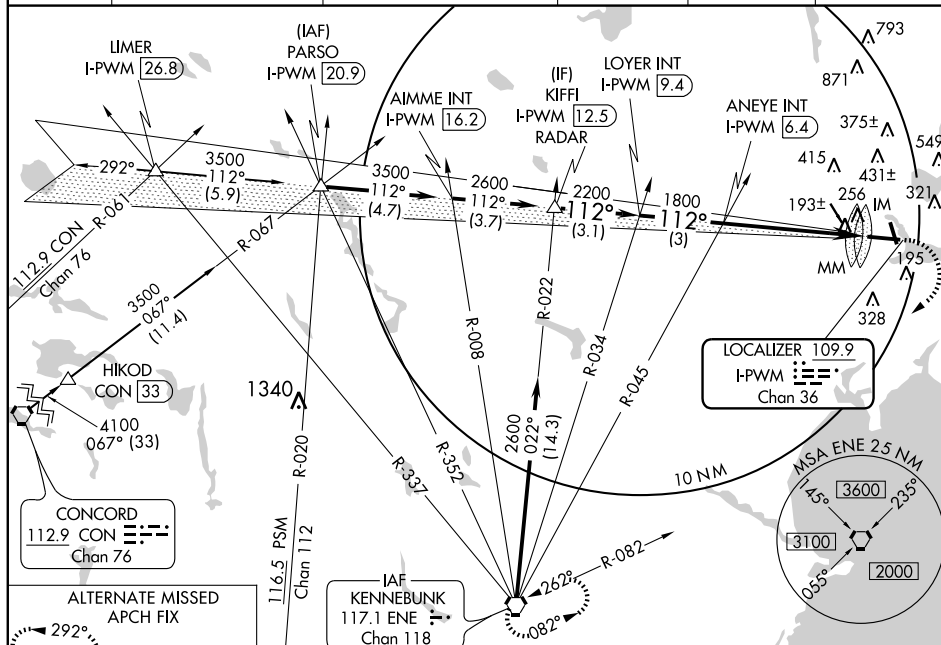 LIMER
I-PWM 26.8
(IAF)
PARSO
I-PWM 20.9
AIMME INT
I-PWM 16.2
(IF)
KIFFI
I-PWM 12.5
RADAR
LOYER INT
I-PWM 9.4
ANEYE INT
I-PWM 6.4
793
871
375±
549
415
431±
321
256
IM
193±
MM
195
328
292°
3500
112°
(5.9)
3500
112°
(4.7)
2600
112°
(3.7)
2200
112°
(3.1)
1800
112°
(3)
R-061
112.9 CON
Chan 76
R-067
3500
067°
(11.4)
HIKOD
CON 33
4100
067° (33)
CONCORD
112.9 CON
Chan 76
1340
R-020
116.5 PSM
Chan 112
R-337
R-352
R-008
R-022
R-034
R-045
2600
022°
(14.3)
LOCALIZER 109.9
I-PWM
Chan 36
10 NM
MSA ENE 25 NM
145°
3600
235°
3100
055°
2000
IAF
KENNEBUNK
117.1 ENE
Chan 118
262°
R-082
082°
ALTERNATE MISSED
APCH FIX
292°